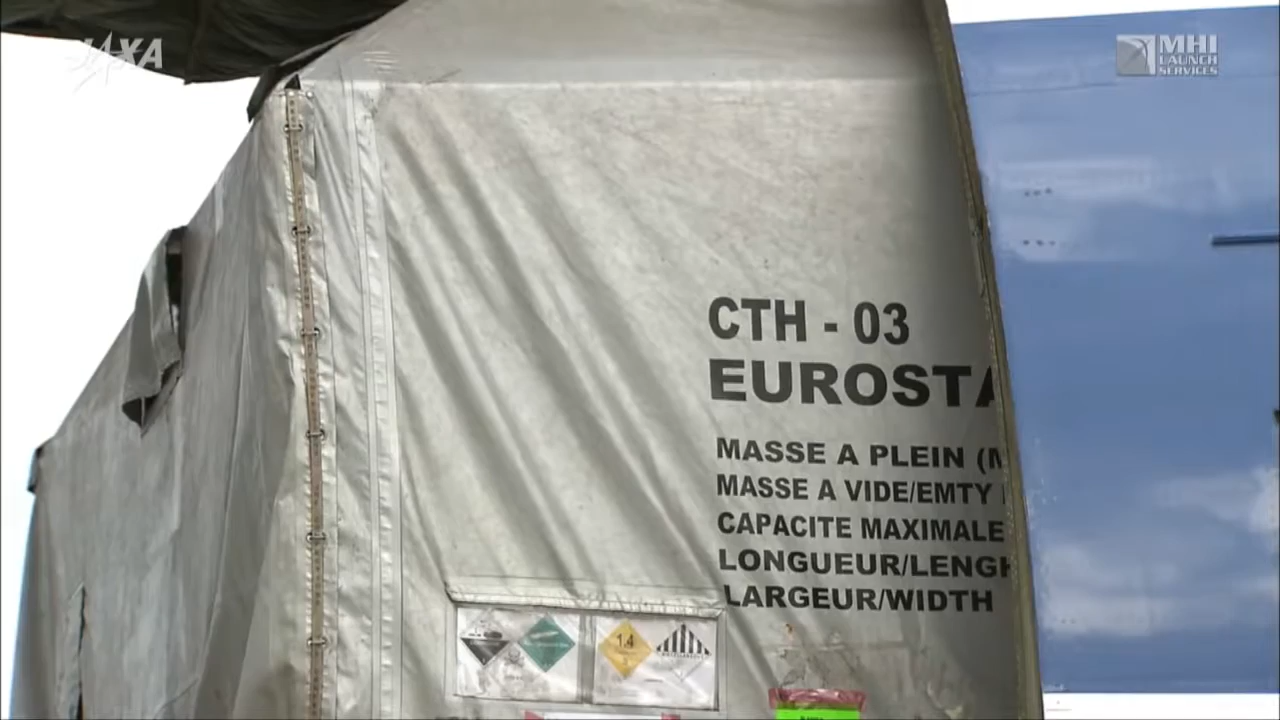 JAXA
MHI
LAUNCH
SERVICES
CTH - 03
EUROSTA
MASSE A PLEIN (M
MASSE A VIDE/EMTY
CAPACITE MAXIMALE
LONGUEUR/LENGH
LARGEUR/WIDTH
1.4